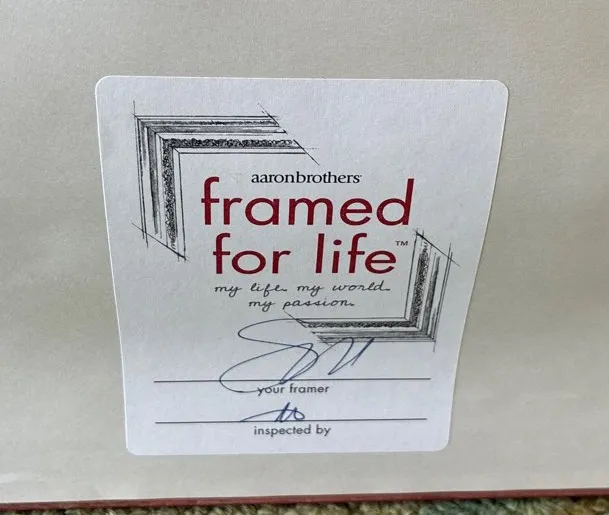 aaronbrothers
framed
for life™
my life. my world.
my passion.
your framer
inspected by